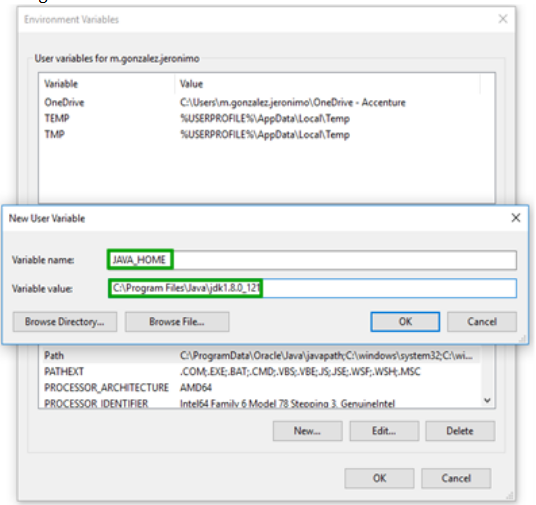 Environment Variables
User variables for m.gonzalez.jeronimo
Variable Value
OneDrive C:\Users\m.gonzalez.jeronimo\OneDrive - Accenture
TEMP %USERPROFILE%\AppData\Local\Temp
TMP %USERPROFILE%\AppData\Local\Temp
New User Variable
Variable name: JAVA_HOME
Variable value: C:\Program Files\Java\jdk1.8.0_121
Browse Directory... Browse File... OK Cancel
Path C:\ProgramData\Oracle\Java\javapath;C:\windows\system32;C:\wi...
PATHEXT .COM;.EXE;.BAT;.CMD;.VBS;.VBE;.JS;.JSE;.WSF;.WSH;.MSC
PROCESSOR_ARCHITECTURE AMD64
PROCESSOR_IDENTIFIER Intel64 Family 6 Model 78 Stepping 3, GenuineIntel
New... Edit... Delete
OK Cancel